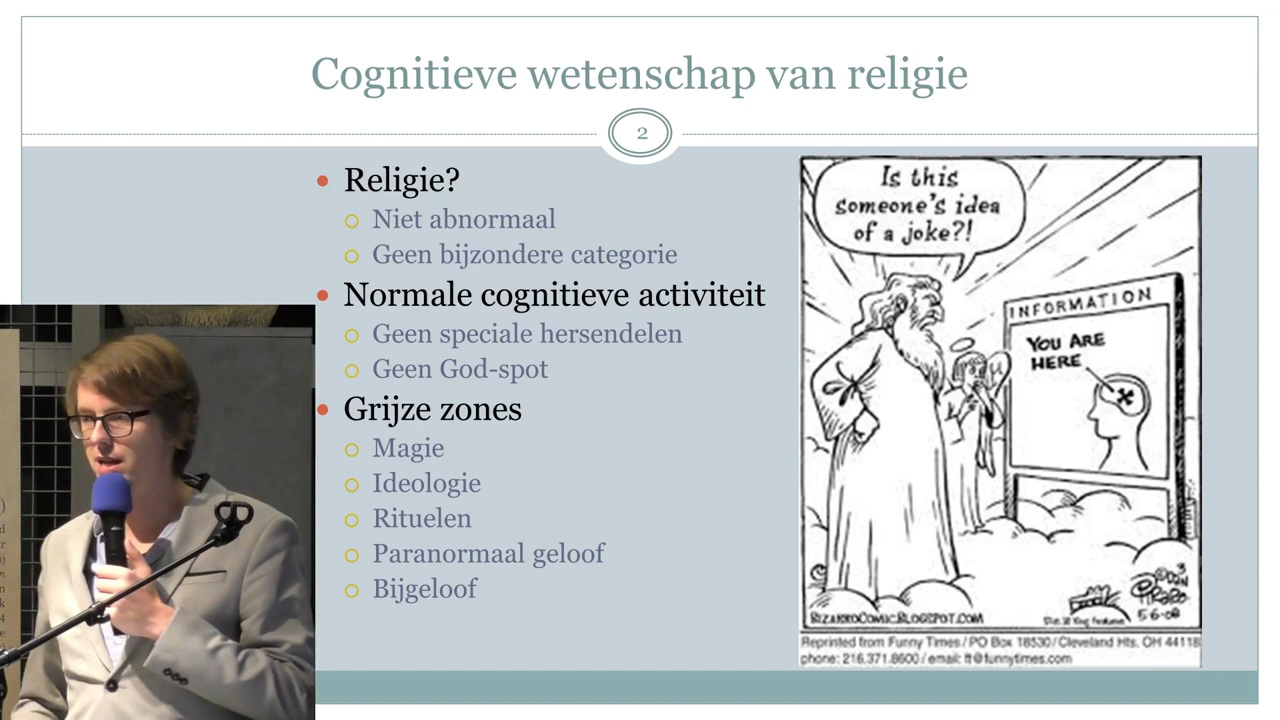 Cognitieve wetenschap van religie
2
Religie?
Niet abnormaal
Geen bijzondere categorie
Normale cognitieve activiteit
Geen speciale hersendelen
Geen God-spot
Grijze zones
Magie
Ideologie
Rituelen
Paranormaal geloof
Bijgeloof
Is this
someone's idea
of a joke?!
INFORMATION
YOU ARE
HERE
BIZARROCOMIC.BLOGSPOT.COM
5-6-08
Reprinted from Funny Times / PO Box 18530 / Cleveland Hts. OH 44118
phone: 216.371.8600 / email: ft@funnytimes.com